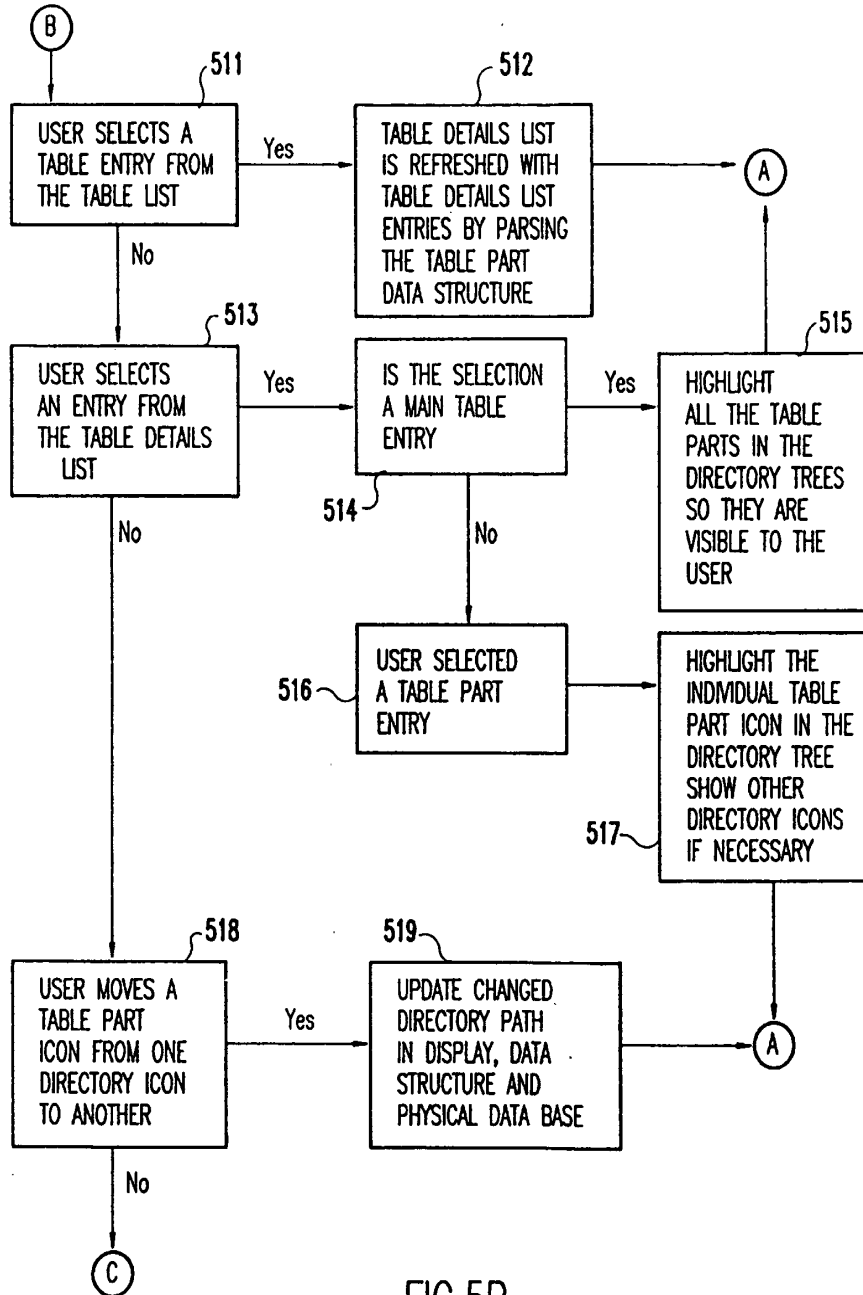 B
511
USER SELECTS A
TABLE ENTRY FROM
THE TABLE LIST
Yes
No
512
TABLE DETAILS LIST
IS REFRESHED WITH
TABLE DETAILS LIST
ENTRIES BY PARSING
THE TABLE PART
DATA STRUCTURE
A
513
USER SELECTS
AN ENTRY FROM
THE TABLE DETAILS
LIST
Yes
No
IS THE SELECTION
A MAIN TABLE
ENTRY
514
Yes
No
515
HIGHLIGHT
ALL THE TABLE
PARTS IN THE
DIRECTORY TREES
SO THEY ARE
VISIBLE TO THE
USER
516
USER SELECTED
A TABLE PART
ENTRY
HIGHLIGHT THE
INDIVIDUAL TABLE
PART ICON IN THE
DIRECTORY TREE
SHOW OTHER
DIRECTORY ICONS
IF NECESSARY
517
518
USER MOVES A
TABLE PART
ICON FROM ONE
DIRECTORY ICON
TO ANOTHER
Yes
No
519
UPDATE CHANGED
DIRECTORY PATH
IN DISPLAY, DATA
STRUCTURE AND
PHYSICAL DATA BASE
A
C
FIG.5B